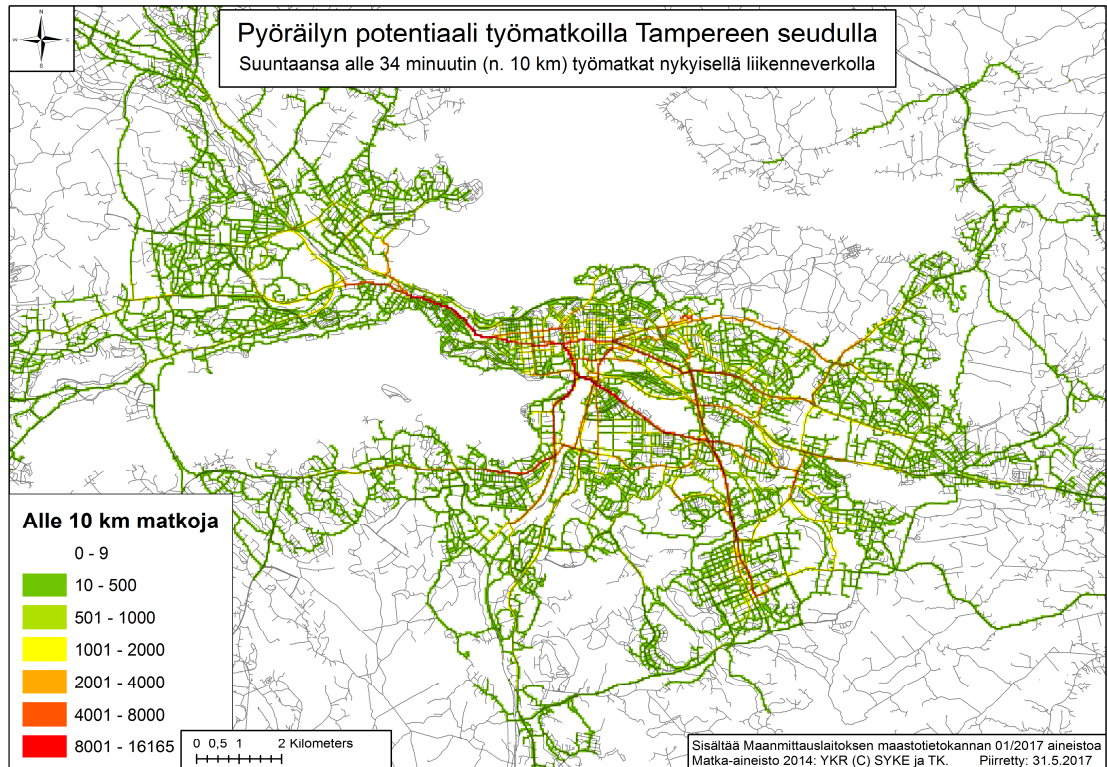 N
W
E
S
Pyöräilyn potentiaali työmatkoilla Tampereen seudulla
Suuntaansa alle 34 minuutin (n. 10 km) työmatkat nykyisellä liikenneverkolla
Alle 10 km matkoja
0 - 9
10 - 500
501 - 1000
1001 - 2000
2001 - 4000
4001 - 8000
8001 - 16165
0 0,5 1 2 Kilometers
Sisältää Maanmittauslaitoksen maastotietokannan 01/2017 aineistoa
Matka-aineisto 2014: YKR (C) SYKE ja TK. Piirretty: 31.5.2017